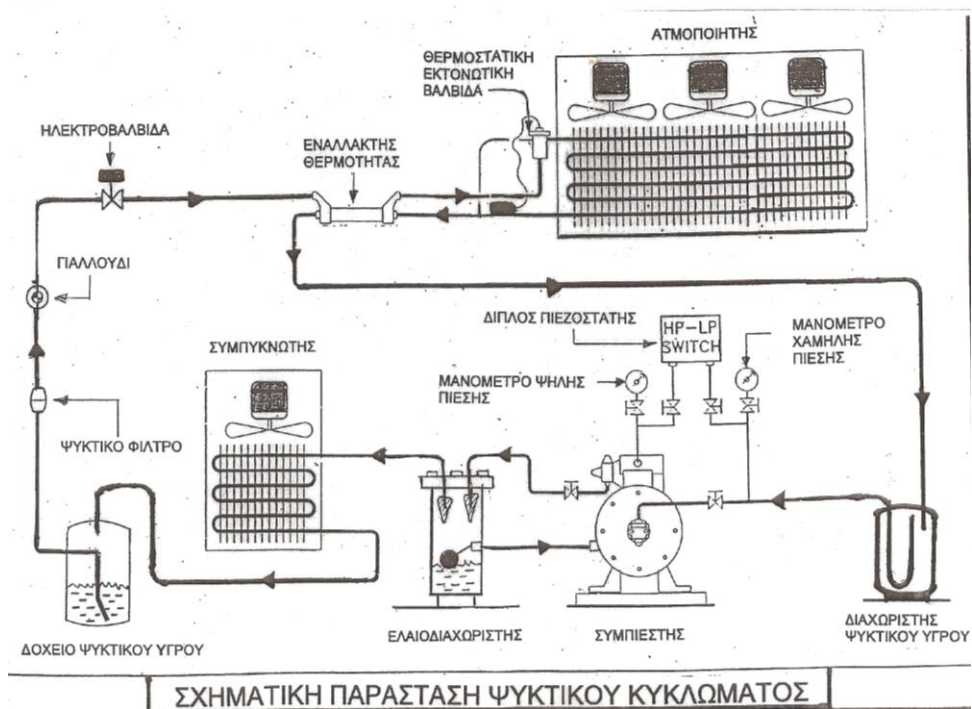 ΑΤΜΟΠΟΙΗΤΗΣ
ΘΕΡΜΟΣΤΑΤΙΚΗ
ΕΚΤΟΝΩΤΙΚΗ
ΒΑΛΒΙΔΑ
ΗΛΕΚΤΡΟΒΑΛΒΙΔΑ
ΕΝΑΛΛΑΚΤΗΣ
ΘΕΡΜΟΤΗΤΑΣ
ΓΙΑΛΛΟΥΔΙ
ΔΙΠΛΟΣ ΠΙΕΖΟΣΤΑΤΗΣ
HP-LP
SWITCH
ΜΑΝΟΜΕΤΡΟ
ΧΑΜΗΛΗΣ
ΠΙΕΣΗΣ
ΣΥΜΠΥΚΝΩΤΗΣ
ΜΑΝΟΜΕΤΡΟ ΨΗΛΗΣ
ΠΙΕΣΗΣ
ΨΥΚΤΙΚΟ ΦΙΛΤΡΟ
ΔΟΧΕΙΟ ΨΥΚΤΙΚΟΥ ΥΓΡΟΥ
ΕΛΑΙΟΔΙΑΧΩΡΙΣΤΗΣ
ΣΥΜΠΙΕΣΤΗΣ
ΔΙΑΧΩΡΙΣΤΗΣ
ΨΥΚΤΙΚΟΥ ΥΓΡΟΥ
ΣΧΗΜΑΤΙΚΗ ΠΑΡΑΣΤΑΣΗ ΨΥΚΤΙΚΟΥ ΚΥΚΛΩΜΑΤΟΣ